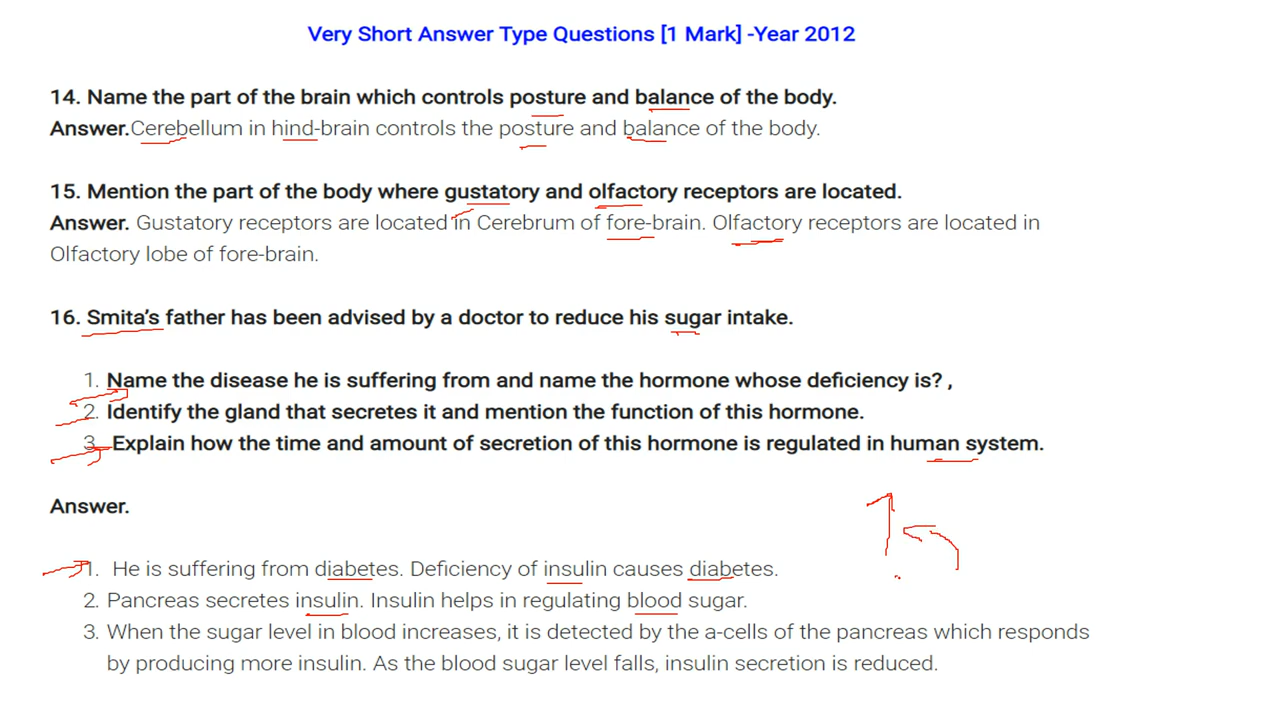 Very Short Answer Type Questions [1 Mark] -Year 2012
14. Name the part of the brain which controls posture and balance of the body.
Answer.Cerebellum in hind-brain controls the posture and balance of the body.
15. Mention the part of the body where gustatory and olfactory receptors are located.
Answer. Gustatory receptors are located in Cerebrum of fore-brain. Olfactory receptors are located in
Olfactory lobe of fore-brain.
16. Smita’s father has been advised by a doctor to reduce his sugar intake.
1. Name the disease he is suffering from and name the hormone whose deficiency is? ,
2. Identify the gland that secretes it and mention the function of this hormone.
3. Explain how the time and amount of secretion of this hormone is regulated in human system.
Answer.
1. He is suffering from diabetes. Deficiency of insulin causes diabetes.
2. Pancreas secretes insulin. Insulin helps in regulating blood sugar.
3. When the sugar level in blood increases, it is detected by the a-cells of the pancreas which responds
by producing more insulin. As the blood sugar level falls, insulin secretion is reduced.